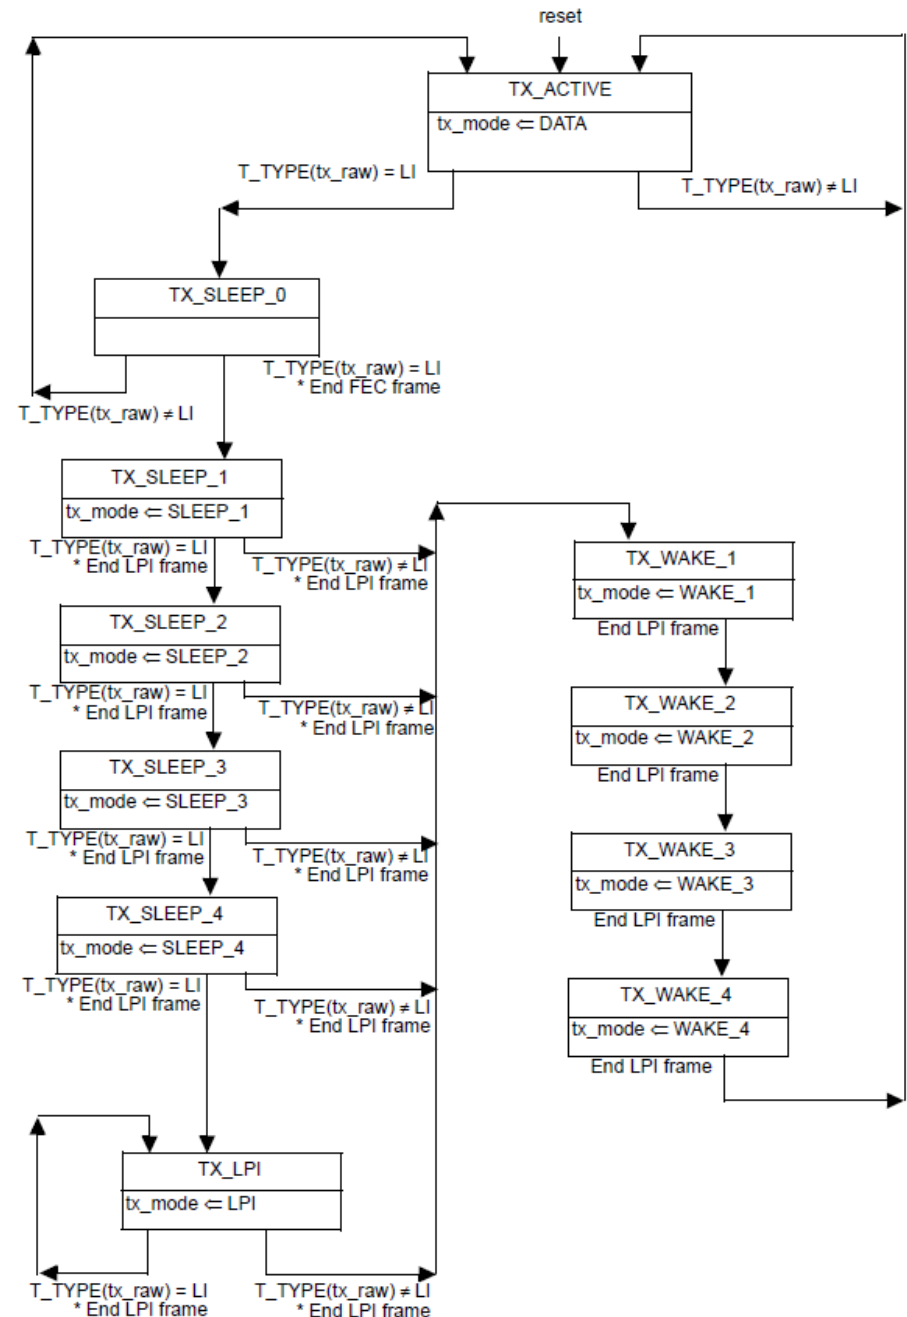 reset
TX_ACTIVE
tx_mode ⇐ DATA
T_TYPE(tx_raw) = LI
T_TYPE(tx_raw) ≠ LI
TX_SLEEP_0
T_TYPE(tx_raw) = LI
* End FEC frame
T_TYPE(tx_raw) ≠ LI
TX_SLEEP_1
tx_mode ⇐ SLEEP_1
T_TYPE(tx_raw) = LI
* End LPI frame
T_TYPE(tx_raw) ≠ LI
* End LPI frame
TX_SLEEP_2
tx_mode ⇐ SLEEP_2
T_TYPE(tx_raw) = LI
* End LPI frame
T_TYPE(tx_raw) ≠ LI
* End LPI frame
TX_SLEEP_3
tx_mode ⇐ SLEEP_3
T_TYPE(tx_raw) = LI
* End LPI frame
T_TYPE(tx_raw) ≠ LI
* End LPI frame
TX_SLEEP_4
tx_mode ⇐ SLEEP_4
T_TYPE(tx_raw) = LI
* End LPI frame
T_TYPE(tx_raw) ≠ LI
* End LPI frame
TX_LPI
tx_mode ⇐ LPI
T_TYPE(tx_raw) = LI
* End LPI frame
T_TYPE(tx_raw) ≠ LI
* End LPI frame
TX_WAKE_1
tx_mode ⇐ WAKE_1
End LPI frame
TX_WAKE_2
tx_mode ⇐ WAKE_2
End LPI frame
TX_WAKE_3
tx_mode ⇐ WAKE_3
End LPI frame
TX_WAKE_4
tx_mode ⇐ WAKE_4
End LPI frame